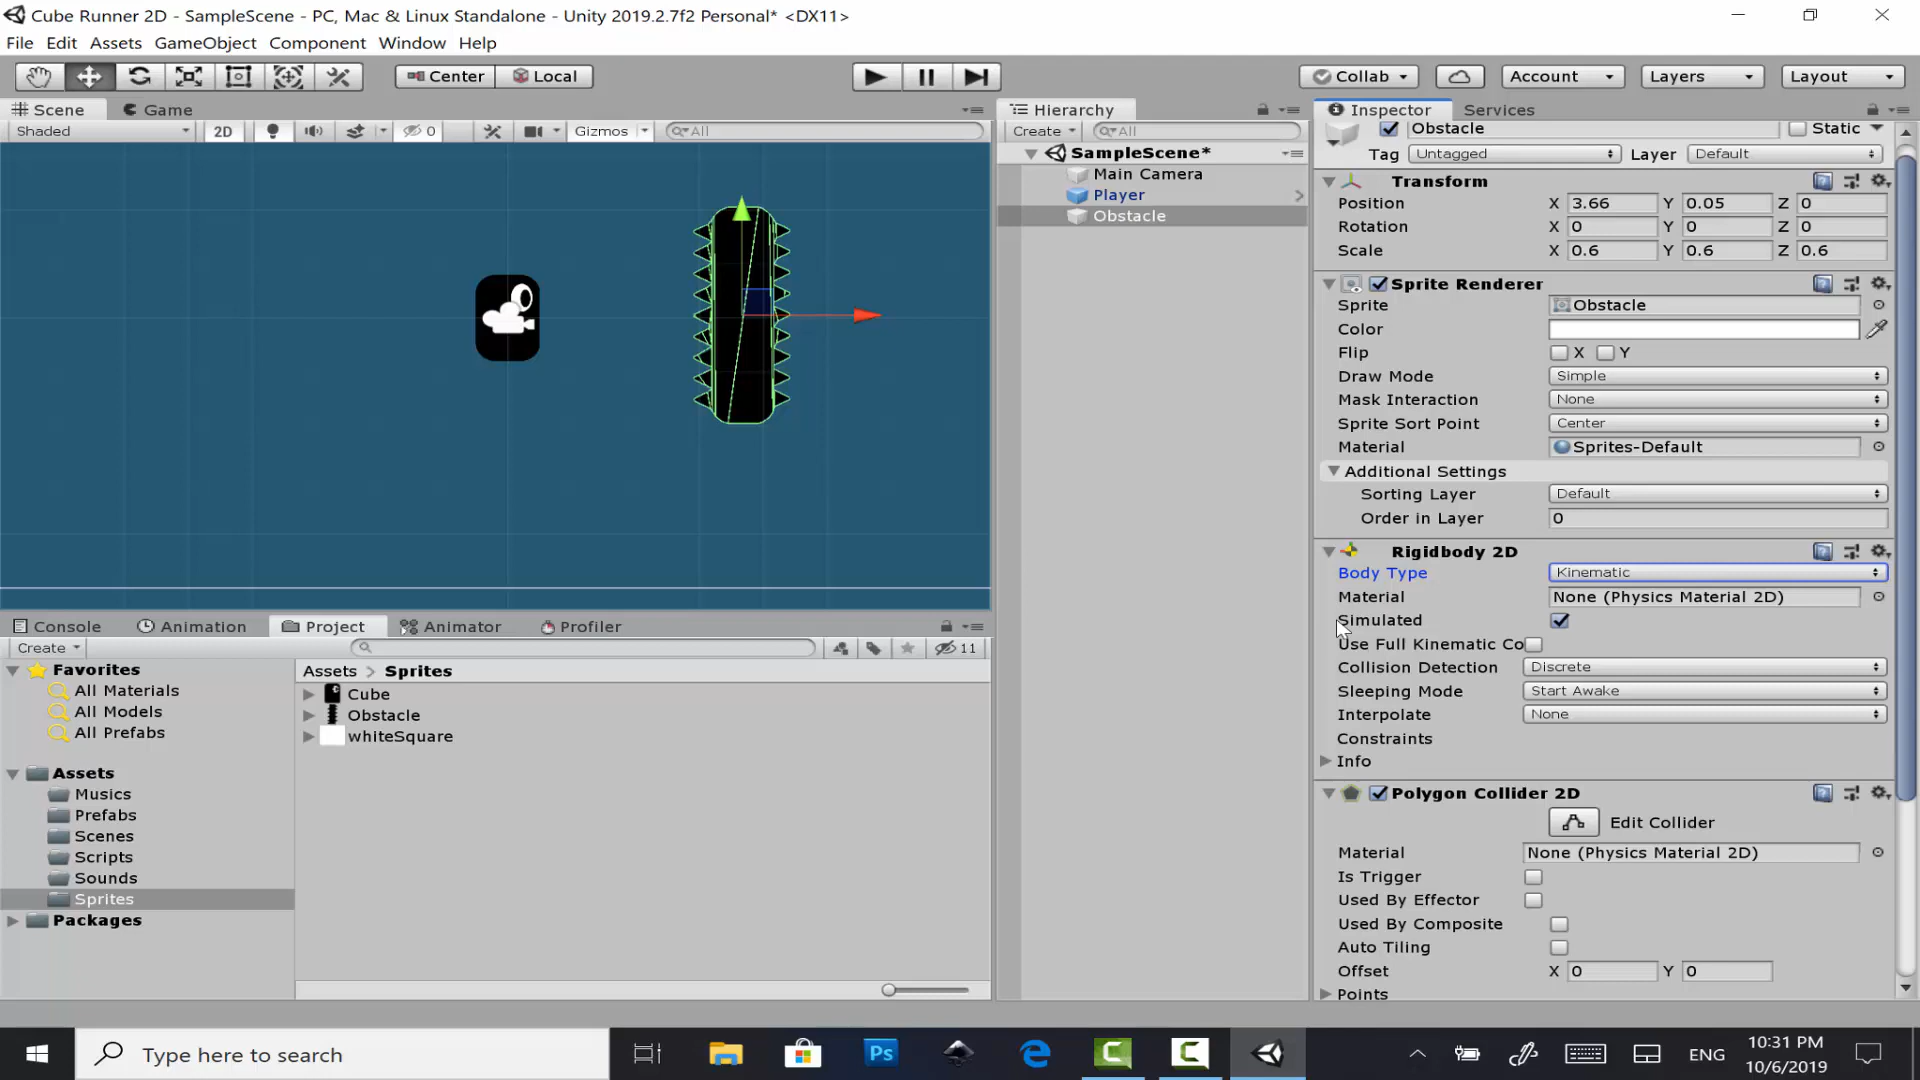 Cube Runner 2D - SampleScene - PC, Mac & Linux Standalone - Unity 2019.2.7f2 Personal* <DX11>
File Edit Assets GameObject Component Window Help
Center Local Collab Account Layers Layout
Scene Game
Shaded 2D 0 Gizmos All
Hierarchy
Create All
SampleScene*
Main Camera
Player
Obstacle
Inspector Services
Obstacle Static
Tag Untagged Layer Default
Transform
Position X 3.66 Y 0.05 Z 0
Rotation X 0 Y 0 Z 0
Scale X 0.6 Y 0.6 Z 0.6
Sprite Renderer
Sprite Obstacle
Color
Flip X Y
Draw Mode Simple
Mask Interaction None
Sprite Sort Point Center
Material Sprites-Default
Additional Settings
Sorting Layer Default
Order in Layer 0
Rigidbody 2D
Body Type Kinematic
Material None (Physics Material 2D)
Simulated
Use Full Kinematic Co
Collision Detection Discrete
Sleeping Mode Start Awake
Interpolate None
Constraints
Info
Polygon Collider 2D
Edit Collider
Material None (Physics Material 2D)
Is Trigger
Used By Effector
Used By Composite
Auto Tiling
Offset X 0 Y 0
Points
Console Animation Project Animator Profiler
Create 11
Favorites
All Materials
All Models
All Prefabs
Assets
Musics
Prefabs
Scenes
Scripts
Sounds
Sprites
Packages
Assets > Sprites
Cube
Obstacle
whiteSquare
Type here to search
Ps
ENG
10:31 PM
10/6/2019